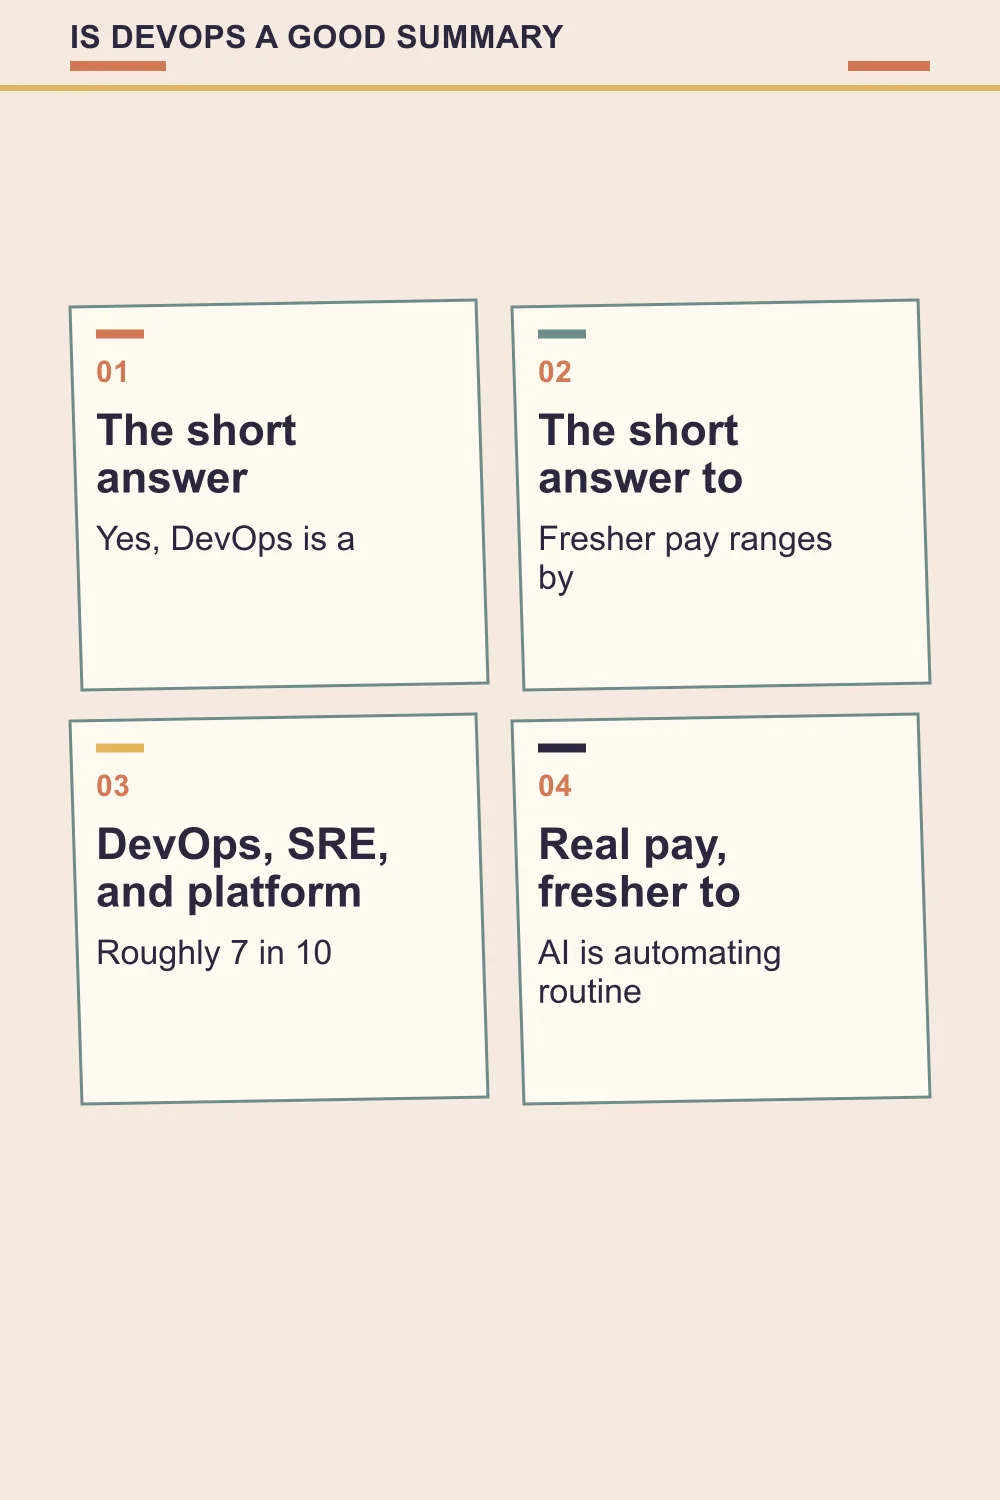 IS DEVOPS A GOOD SUMMARY
01
The short
answer
Yes, DevOps is a
02
The short
answer to
Fresher pay ranges
by
03
DevOps, SRE,
and platform
Roughly 7 in 10
04
Real pay,
fresher to
AI is automating
routine